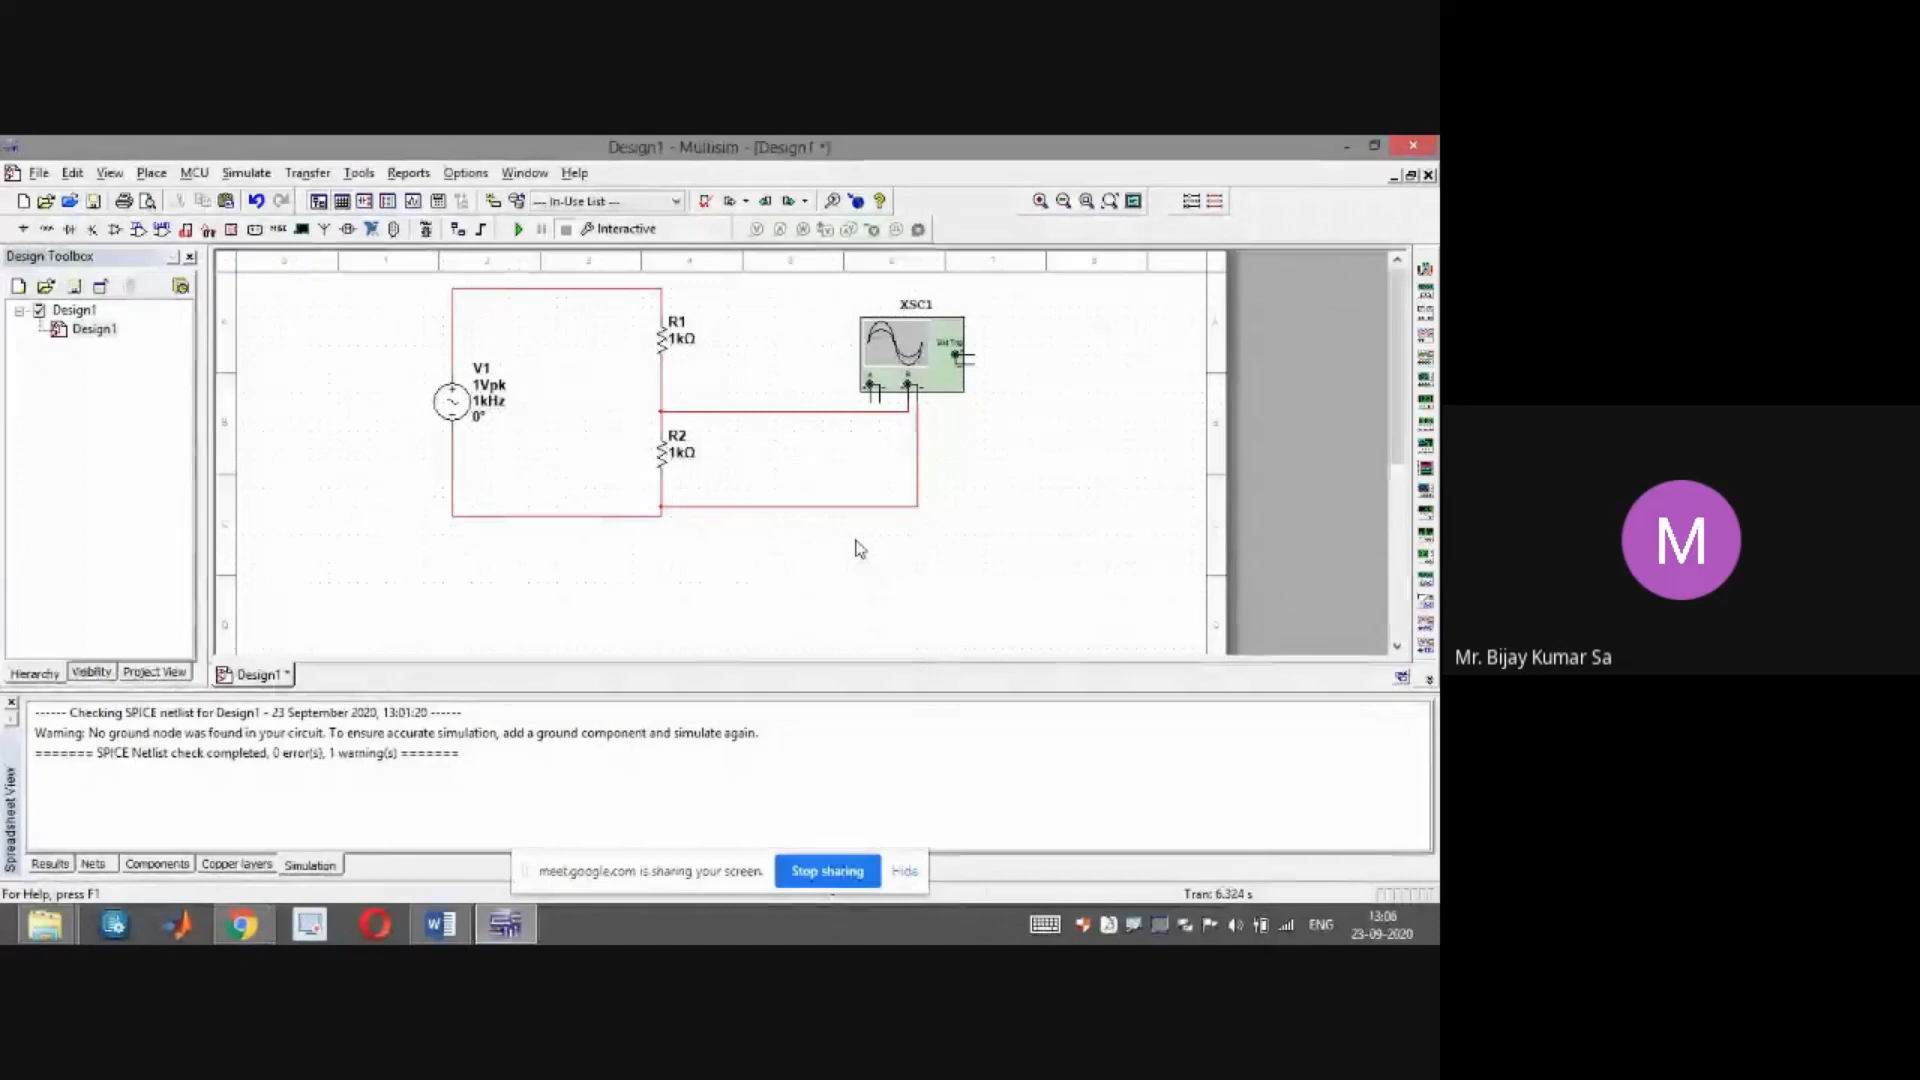 Design1 - Multisim - [Design1 *]
File Edit View Place MCU Simulate Transfer Tools Reports Options Window Help
--- In-Use List ---
Interactive
Design Toolbox
Design1
Design1
XSC1
R1
1kΩ
V1
1Vpk
1kHz
0°
R2
1kΩ
Hierarchy Visibility Project View
Design1 *
------ Checking SPICE netlist for Design1 - 23 September 2020, 13:01:20 ------
Warning: No ground node was found in your circuit. To ensure accurate simulation, add a ground component and simulate again.
======= SPICE Netlist check completed, 0 error(s), 1 warning(s) =======
Spreadsheet View
Results Nets Components Copper layers Simulation
meet.google.com is sharing your screen. Stop sharing Hide
For Help, press F1
Tran: 6.324 s
ENG
13:06
23-09-2020
M
Mr. Bijay Kumar Sa